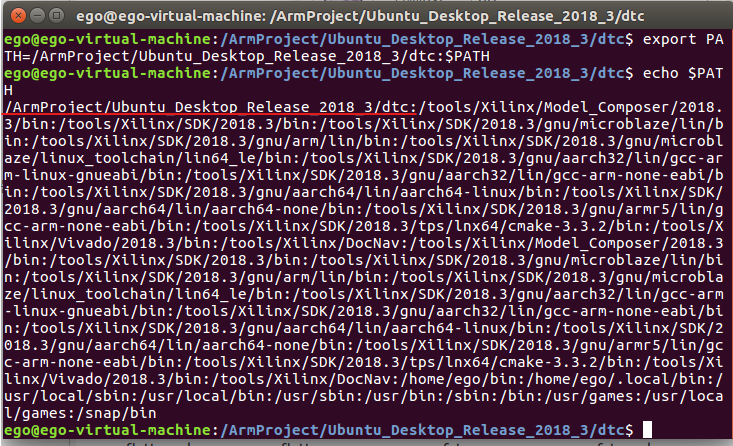 ego@ego-virtual-machine: /ArmProject/Ubuntu_Desktop_Release_2018_3/dtc
ego@ego-virtual-machine:/ArmProject/Ubuntu_Desktop_Release_2018_3/dtc$ export PA
TH=/ArmProject/Ubuntu_Desktop_Release_2018_3/dtc:$PATH
ego@ego-virtual-machine:/ArmProject/Ubuntu_Desktop_Release_2018_3/dtc$ echo $PAT
H
/ArmProject/Ubuntu_Desktop_Release_2018_3/dtc:/tools/Xilinx/Model_Composer/2018.
3/bin:/tools/Xilinx/SDK/2018.3/bin:/tools/Xilinx/SDK/2018.3/gnu/microblaze/lin/b
in:/tools/Xilinx/SDK/2018.3/gnu/arm/lin/bin:/tools/Xilinx/SDK/2018.3/gnu/microbl
aze/linux_toolchain/lin64_le/bin:/tools/Xilinx/SDK/2018.3/gnu/aarch32/lin/gcc-ar
m-linux-gnueabi/bin:/tools/Xilinx/SDK/2018.3/gnu/aarch32/lin/gcc-arm-none-eabi/b
in:/tools/Xilinx/SDK/2018.3/gnu/aarch64/lin/aarch64-linux/bin:/tools/Xilinx/SDK/
2018.3/gnu/aarch64/lin/aarch64-none/bin:/tools/Xilinx/SDK/2018.3/gnu/armr5/lin/g
cc-arm-none-eabi/bin:/tools/Xilinx/SDK/2018.3/tps/lnx64/cmake-3.3.2/bin:/tools/X
ilinx/Vivado/2018.3/bin:/tools/Xilinx/DocNav:/tools/Xilinx/Model_Composer/2018.3
/bin:/tools/Xilinx/SDK/2018.3/bin:/tools/Xilinx/SDK/2018.3/gnu/microblaze/lin/bi
n:/tools/Xilinx/SDK/2018.3/gnu/arm/lin/bin:/tools/Xilinx/SDK/2018.3/gnu/microbla
ze/linux_toolchain/lin64_le/bin:/tools/Xilinx/SDK/2018.3/gnu/aarch32/lin/gcc-arm
-linux-gnueabi/bin:/tools/Xilinx/SDK/2018.3/gnu/aarch32/lin/gcc-arm-none-eabi/bi
n:/tools/Xilinx/SDK/2018.3/gnu/aarch64/lin/aarch64-linux/bin:/tools/Xilinx/SDK/2
018.3/gnu/aarch64/lin/aarch64-none/bin:/tools/Xilinx/SDK/2018.3/gnu/armr5/lin/gc
c-arm-none-eabi/bin:/tools/Xilinx/SDK/2018.3/tps/lnx64/cmake-3.3.2/bin:/tools/Xi
linx/Vivado/2018.3/bin:/tools/Xilinx/DocNav:/home/ego/bin:/home/ego/.local/bin:/
usr/local/sbin:/usr/local/bin:/usr/sbin:/usr/bin:/sbin:/bin:/usr/games:/usr/loca
l/games:/snap/bin
ego@ego-virtual-machine:/ArmProject/Ubuntu_Desktop_Release_2018_3/dtc$